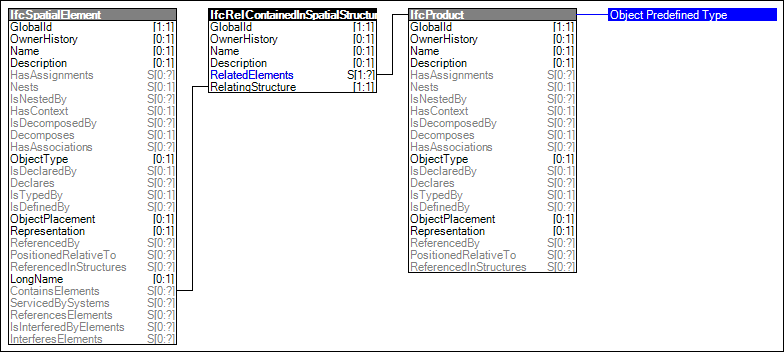 IfcSpatialElement
GlobalId [1:1]
OwnerHistory [0:1]
Name [0:1]
Description [0:1]
HasAssignments S[0:?]
Nests S[0:1]
IsNestedBy S[0:?]
HasContext S[0:1]
IsDecomposedBy S[0:?]
Decomposes S[0:1]
HasAssociations S[0:?]
ObjectType [0:1]
IsDeclaredBy S[0:1]
Declares S[0:?]
IsTypedBy S[0:1]
IsDefinedBy S[0:?]
ObjectPlacement [0:1]
Representation [0:1]
ReferencedBy S[0:?]
PositionedRelativeTo S[0:?]
ReferencedInStructures S[0:?]
LongName [0:1]
ContainsElements S[0:?]
ServicedBySystems S[0:?]
ReferencesElements S[0:?]
IsInterferedByElements S[0:?]
InterferesElements S[0:?]
IfcRelContainedInSpatialStructur
GlobalId [1:1]
OwnerHistory [0:1]
Name [0:1]
Description [0:1]
RelatedElements S[1:?]
RelatingStructure [1:1]
IfcProduct
GlobalId [1:1]
OwnerHistory [0:1]
Name [0:1]
Description [0:1]
HasAssignments S[0:?]
Nests S[0:1]
IsNestedBy S[0:?]
HasContext S[0:1]
IsDecomposedBy S[0:?]
Decomposes S[0:1]
HasAssociations S[0:?]
ObjectType [0:1]
IsDeclaredBy S[0:1]
Declares S[0:?]
IsTypedBy S[0:1]
IsDefinedBy S[0:?]
ObjectPlacement [0:1]
Representation [0:1]
ReferencedBy S[0:?]
PositionedRelativeTo S[0:?]
ReferencedInStructures S[0:?]
Object Predefined Type